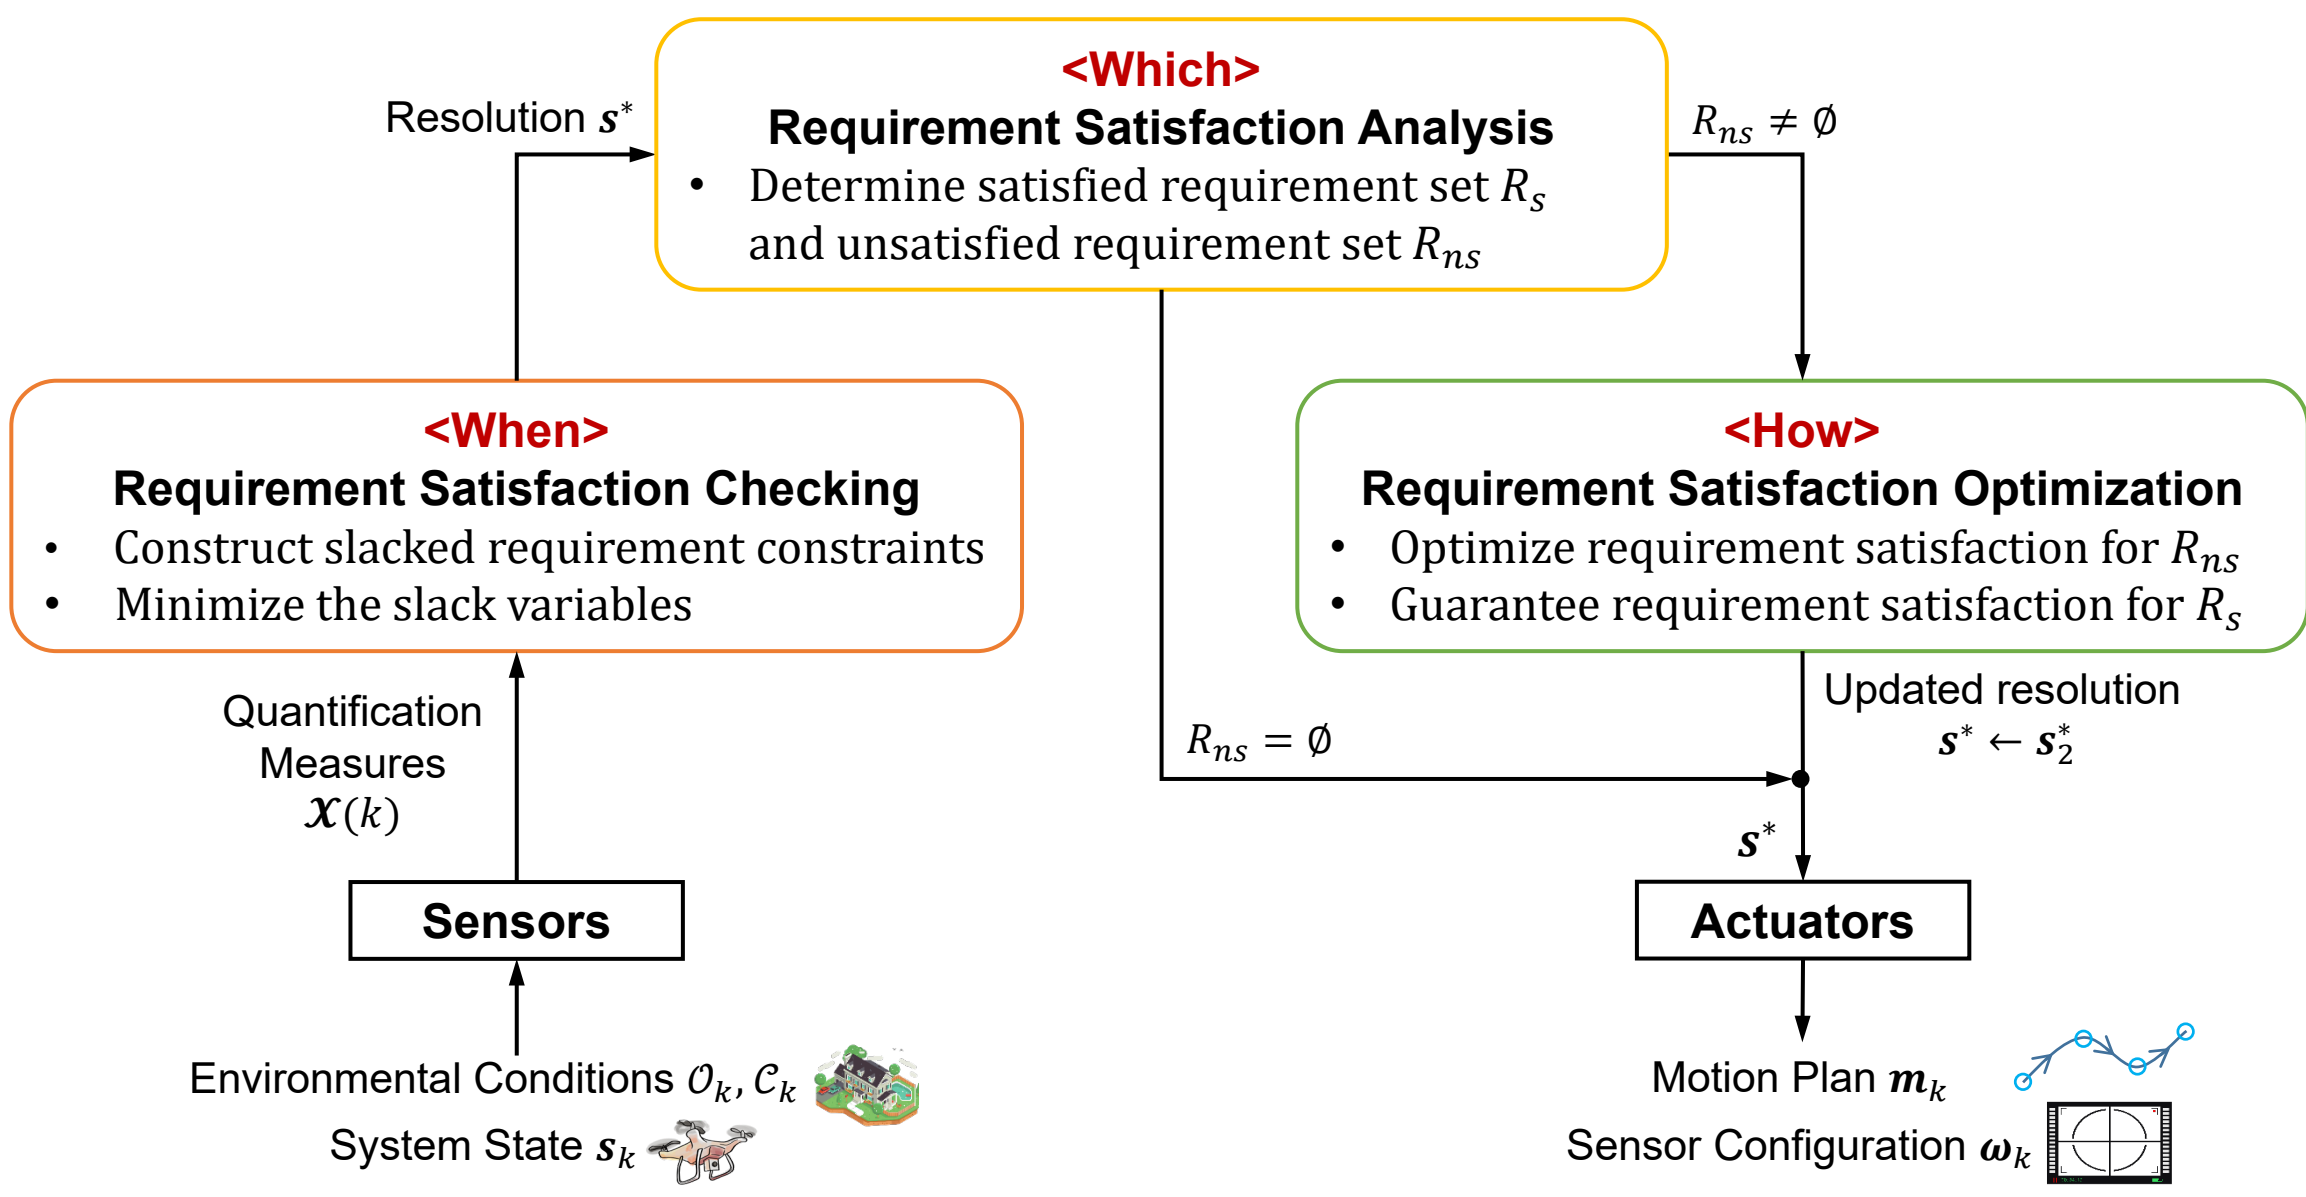 <Which>
Requirement Satisfaction Analysis
• Determine satisfied requirement set R_s
and unsatisfied requirement set R_ns
Resolution s*
R_ns ≠ ∅
<When>
Requirement Satisfaction Checking
• Construct slacked requirement constraints
• Minimize the slack variables
<How>
Requirement Satisfaction Optimization
• Optimize requirement satisfaction for R_ns
• Guarantee requirement satisfaction for R_s
Quantification
Measures
𝓧(k)
R_ns = ∅
Updated resolution
s* ← s₂*
s*
Sensors
Actuators
Environmental Conditions 𝒪_k, 𝒞_k
System State s_k
Motion Plan m_k
Sensor Configuration ω_k